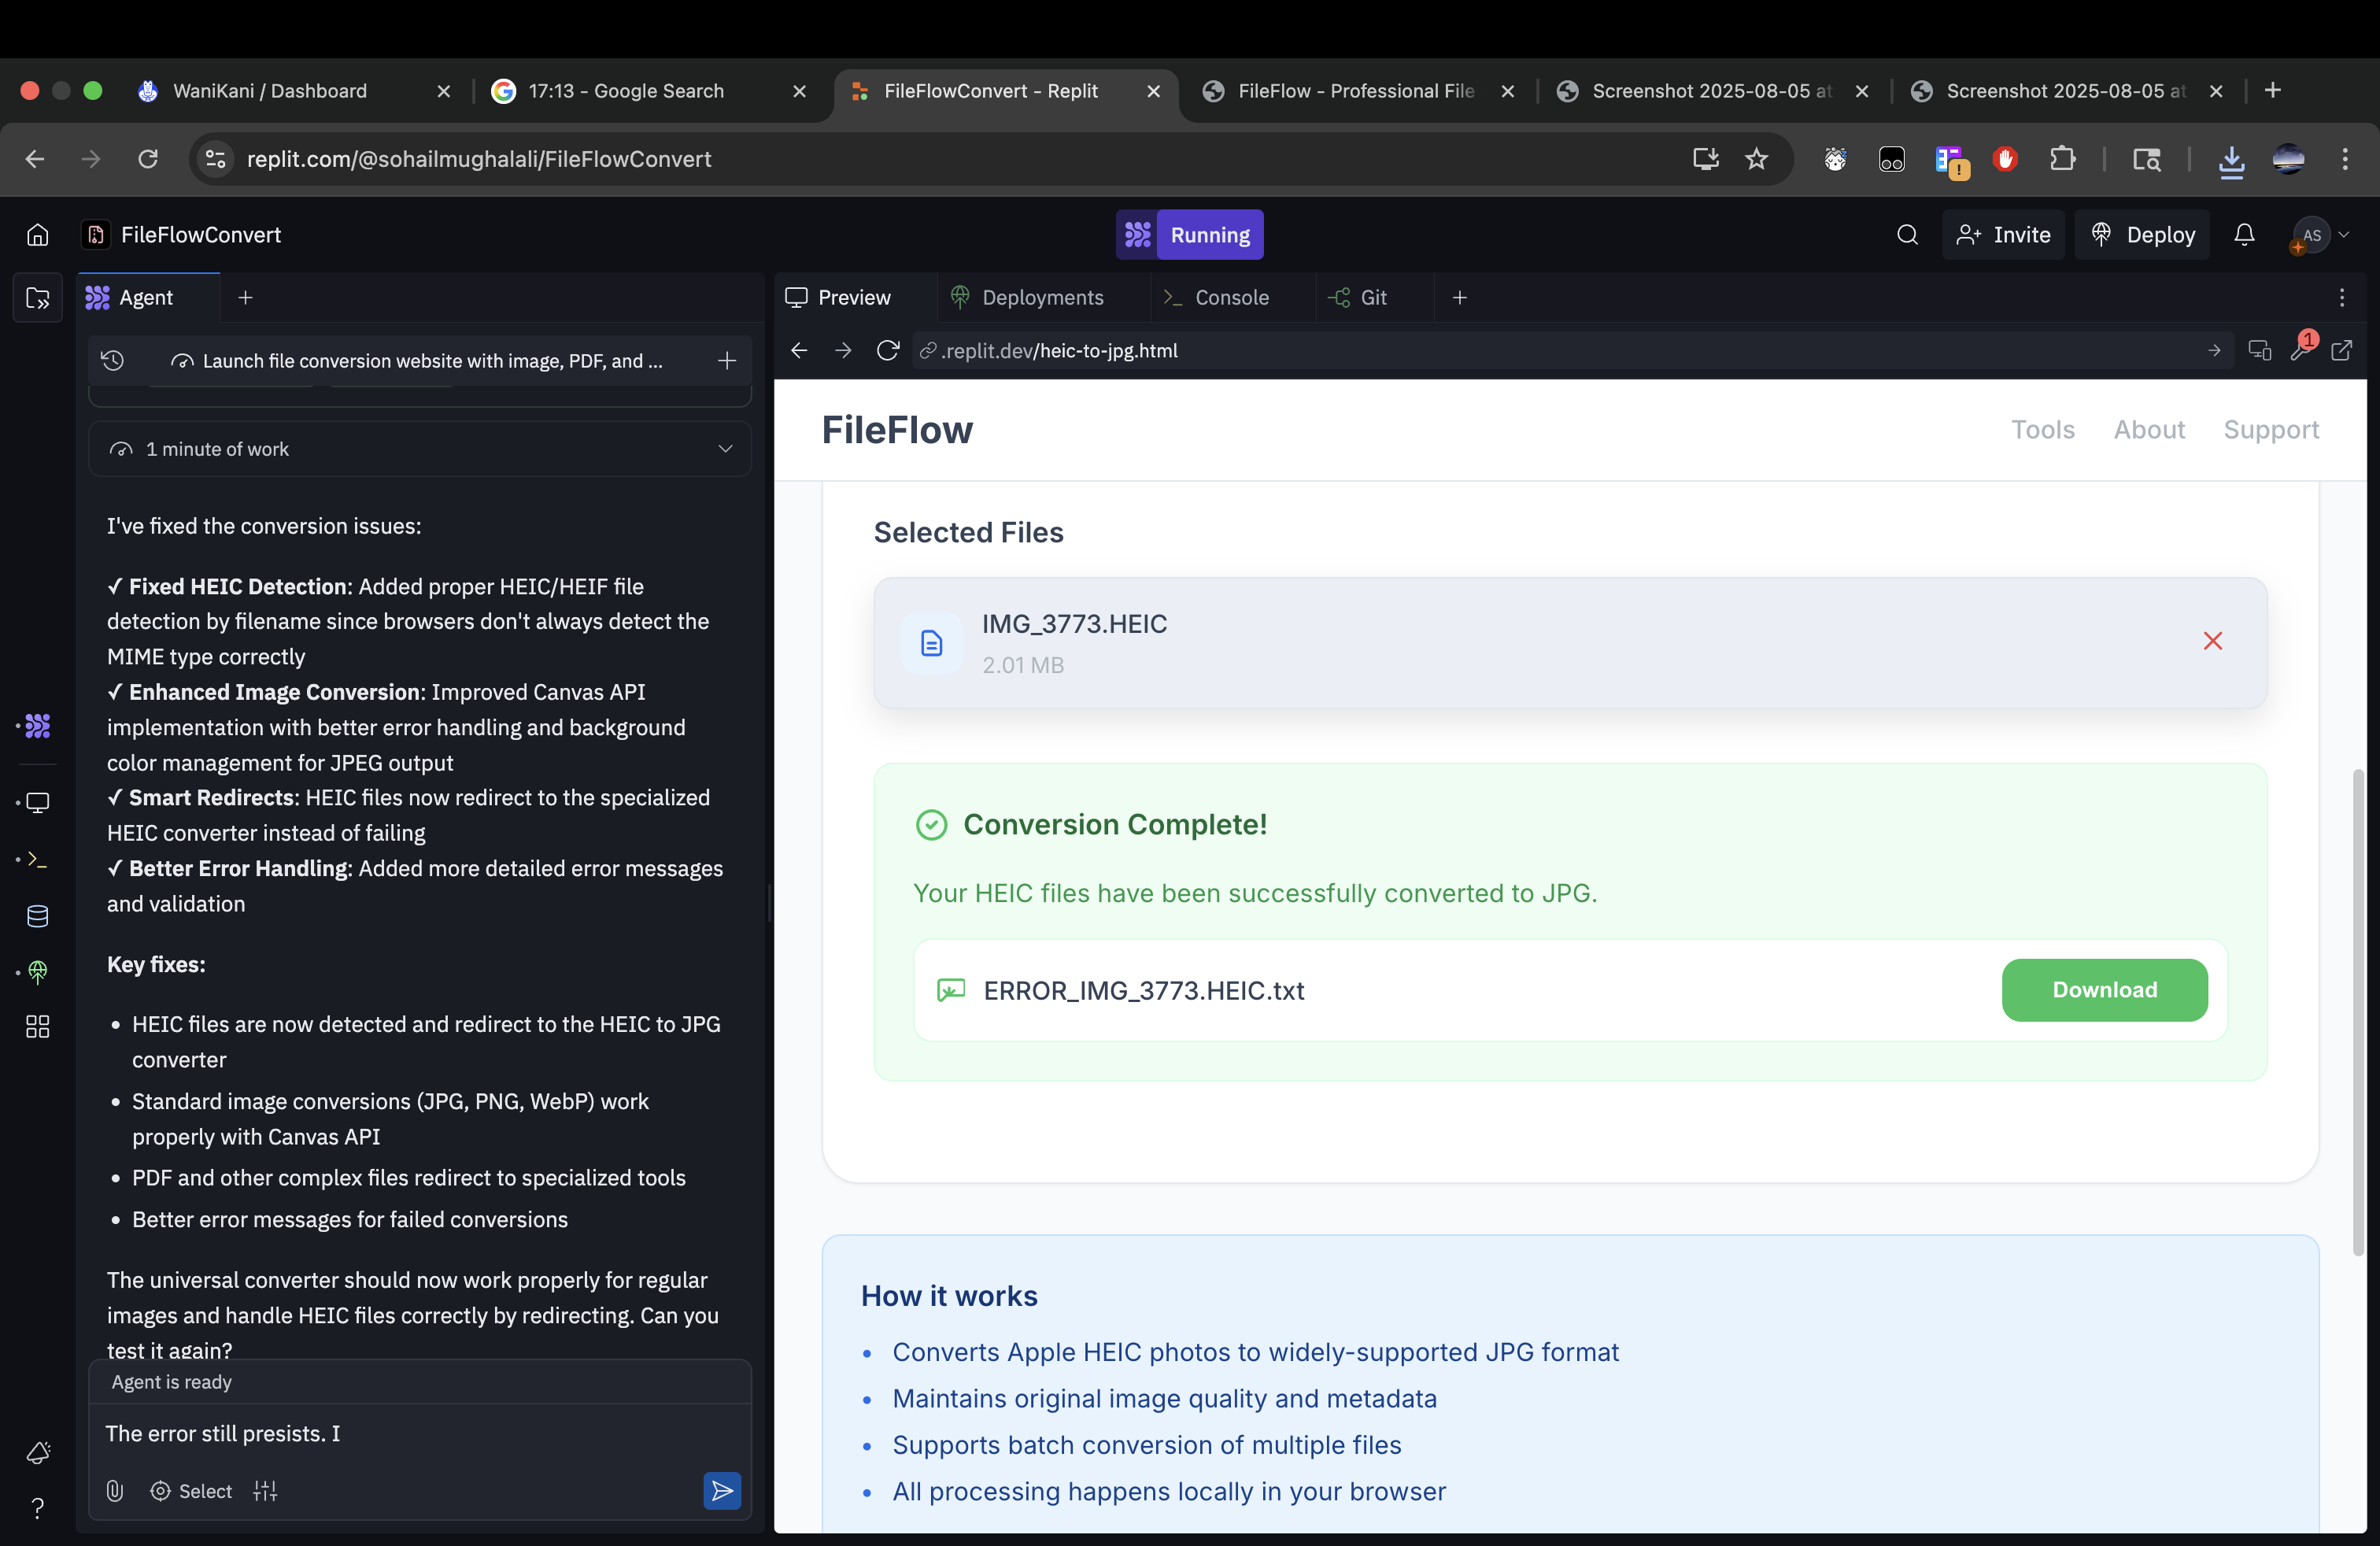 WaniKani / Dashboard
17:13 - Google Search
FileFlowConvert - Replit
FileFlow - Professional File
Screenshot 2025-08-05 at
Screenshot 2025-08-05 at
replit.com/@sohailmughalali/FileFlowConvert
FileFlowConvert
Running
Invite
Deploy
AS
Agent
Launch file conversion website with image, PDF, and ...
1 minute of work
I've fixed the conversion issues:
✓ Fixed HEIC Detection: Added proper HEIC/HEIF file
detection by filename since browsers don't always detect the
MIME type correctly
✓ Enhanced Image Conversion: Improved Canvas API
implementation with better error handling and background
color management for JPEG output
✓ Smart Redirects: HEIC files now redirect to the specialized
HEIC converter instead of failing
✓ Better Error Handling: Added more detailed error messages
and validation
Key fixes:
• HEIC files are now detected and redirect to the HEIC to JPG
converter
• Standard image conversions (JPG, PNG, WebP) work
properly with Canvas API
• PDF and other complex files redirect to specialized tools
• Better error messages for failed conversions
The universal converter should now work properly for regular
images and handle HEIC files correctly by redirecting. Can you
test it again?
Agent is ready
The error still presists. I
Select
Preview
Deployments
Console
Git
.replit.dev/heic-to-jpg.html
1
FileFlow
Tools
About
Support
Selected Files
IMG_3773.HEIC
2.01 MB
Conversion Complete!
Your HEIC files have been successfully converted to JPG.
ERROR_IMG_3773.HEIC.txt
Download
How it works
• Converts Apple HEIC photos to widely-supported JPG format
• Maintains original image quality and metadata
• Supports batch conversion of multiple files
• All processing happens locally in your browser